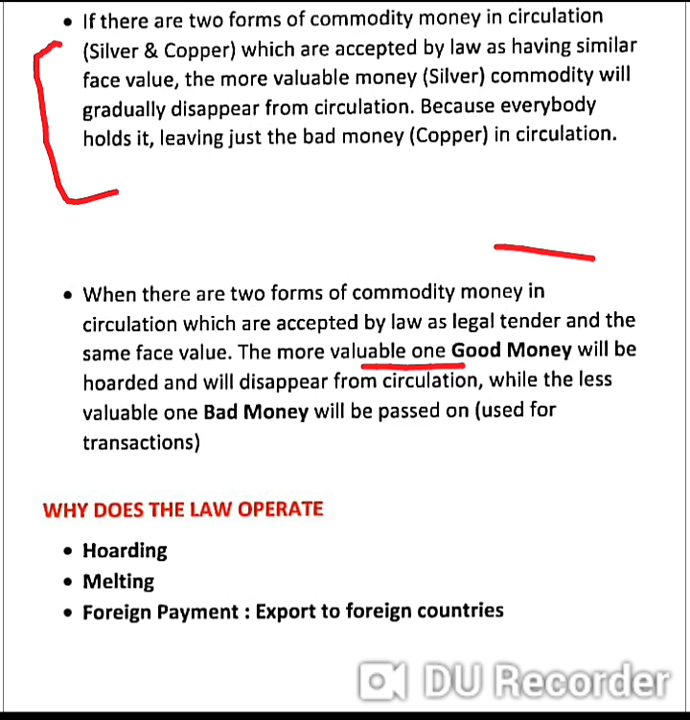 • If there are two forms of commodity money in circulation
(Silver & Copper) which are accepted by law as having similar
face value, the more valuable money (Silver) commodity will
gradually disappear from circulation. Because everybody
holds it, leaving just the bad money (Copper) in circulation.
• When there are two forms of commodity money in
circulation which are accepted by law as legal tender and the
same face value. The more valuable one Good Money will be
hoarded and will disappear from circulation, while the less
valuable one Bad Money will be passed on (used for
transactions)
WHY DOES THE LAW OPERATE
• Hoarding
• Melting
• Foreign Payment : Export to foreign countries
DU Recorder